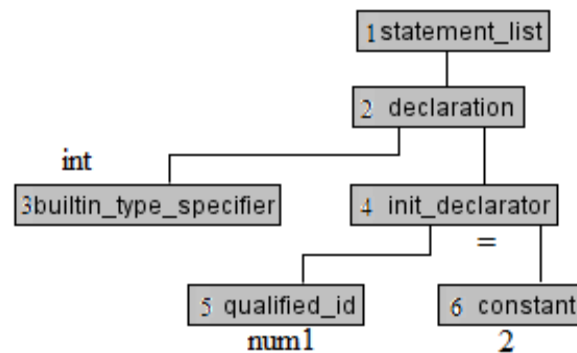 1 statement_list
2 declaration
int
3 builtin_type_specifier
4 init_declarator
=
5 qualified_id
6 constant
num1
2